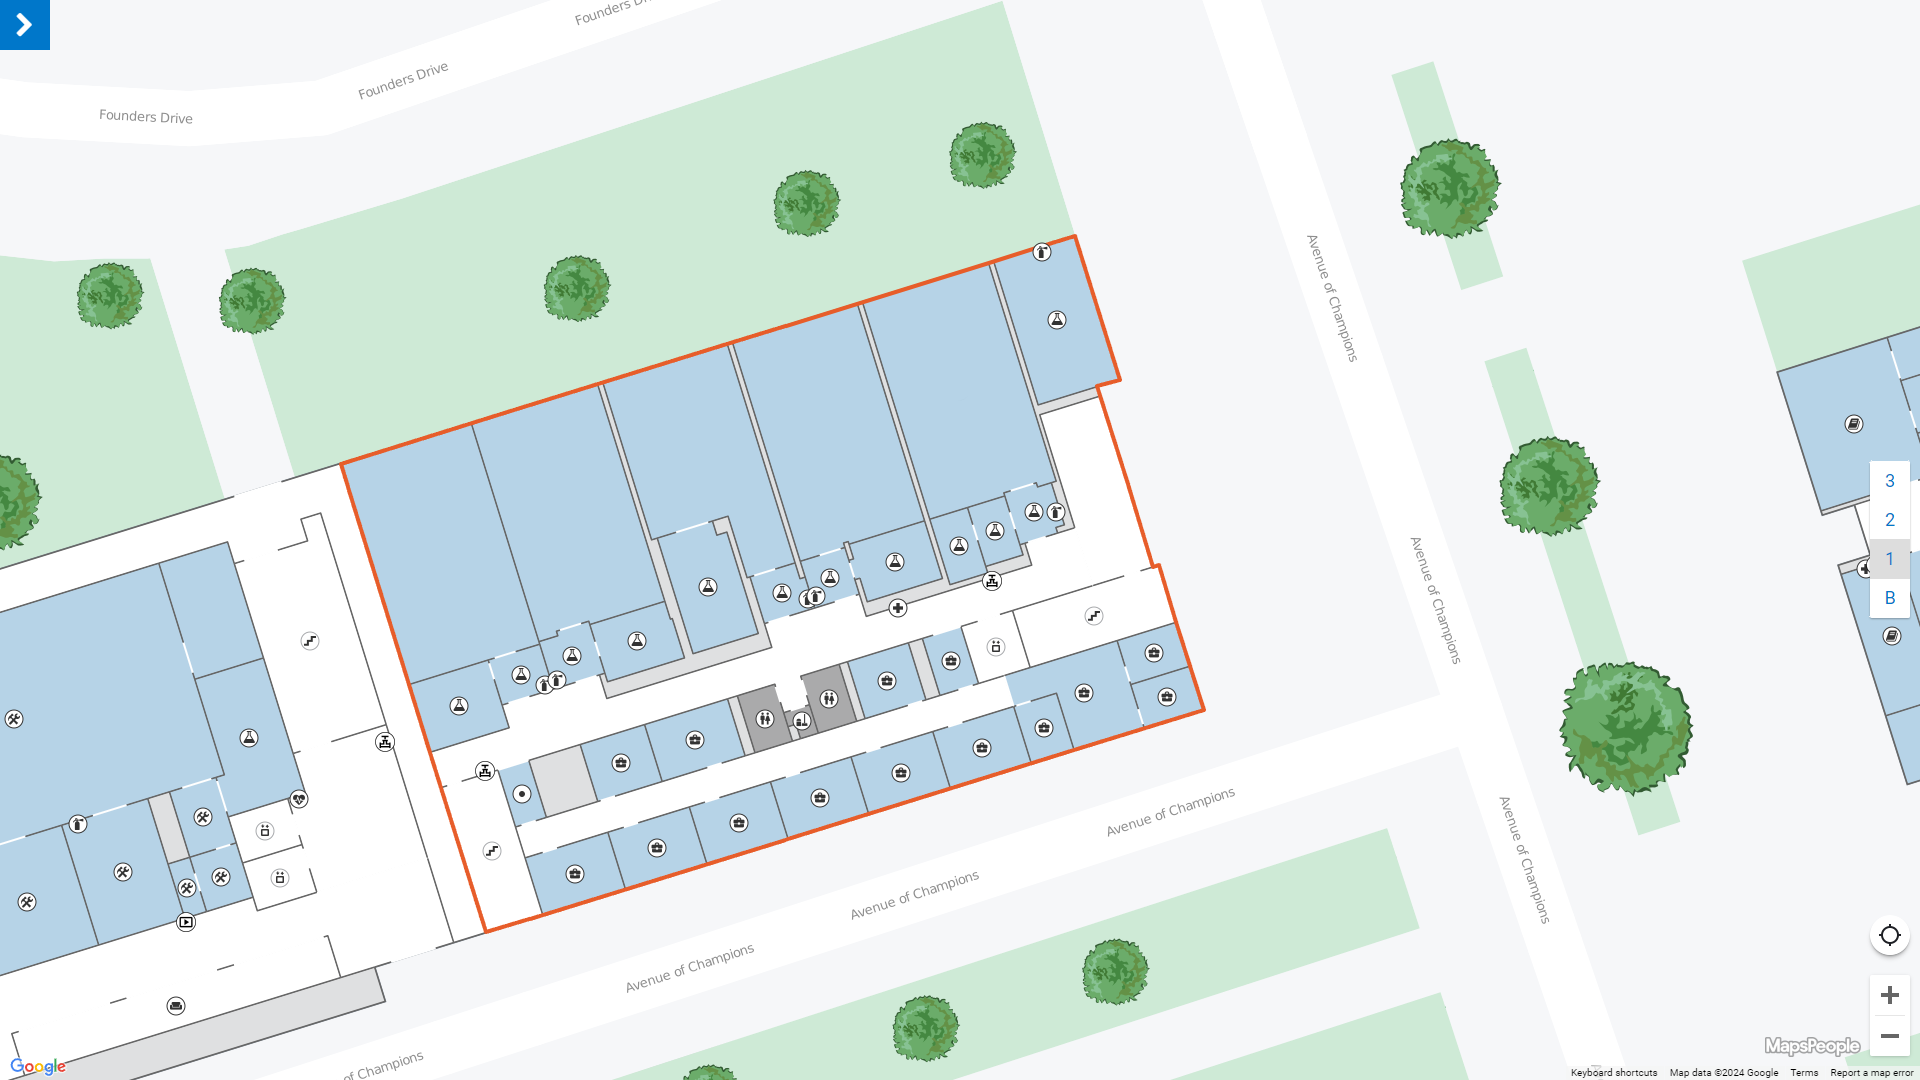 Founders Drive
Founders Drive
Avenue of Champions
3
2
1
B
Avenue of Champions
Avenue of Champions
Avenue of Champions
Avenue of Champions
Avenue of Champions
of Champions
MapsPeople
Google
Keyboard shortcuts
Map data ©2024 Google
Terms
Report a map error